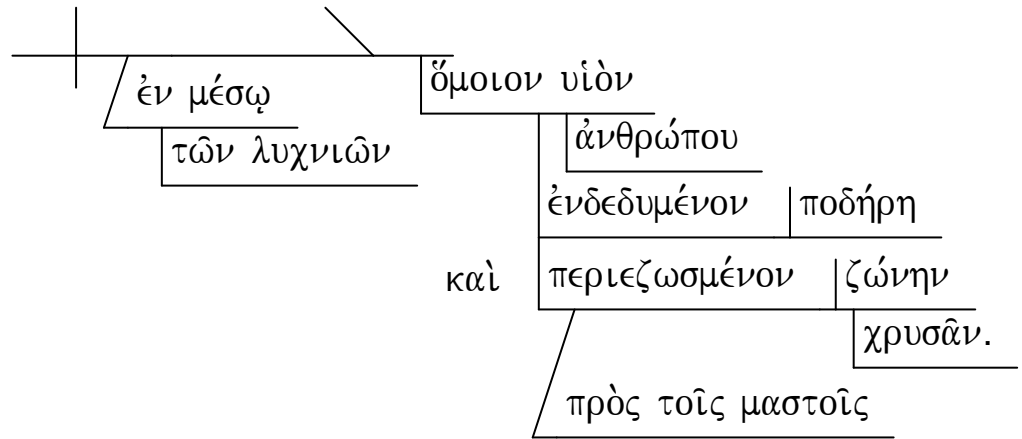 ὅμοιον υἱὸν
ἐν μέσῳ
ἀνθρώπου
τῶν λυχνιῶν
ἐνδεδυμένον ποδήρη
καὶ περιεζωσμένον ζώνην
χρυσᾶν.
πρὸς τοῖς μαστοῖς